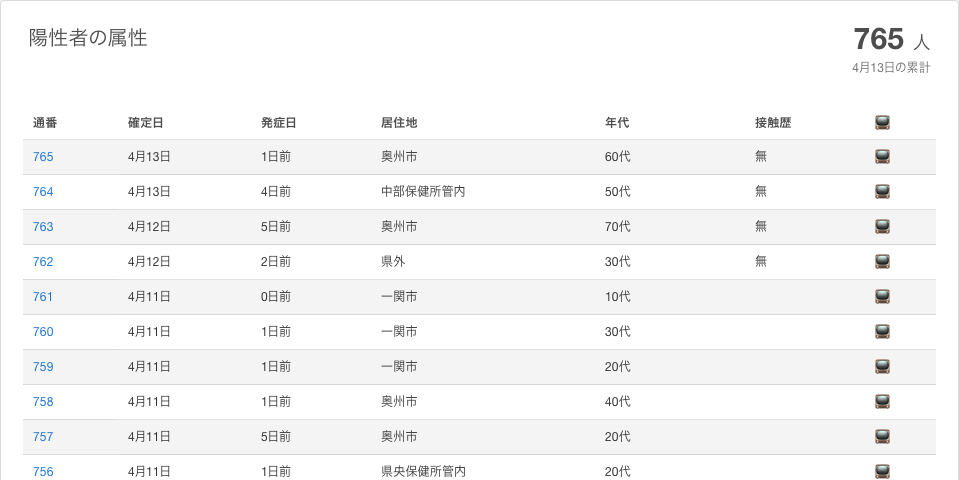 陽性者の属性
765 人
4月13日の累計
通番 確定日 発症日 居住地 年代 接触歴
765 4月13日 1日前 奥州市 60代 無
764 4月13日 4日前 中部保健所管内 50代 無
763 4月12日 5日前 奥州市 70代 無
762 4月12日 2日前 県外 30代 無
761 4月11日 0日前 一関市 10代
760 4月11日 1日前 一関市 30代
759 4月11日 1日前 一関市 20代
758 4月11日 1日前 奥州市 40代
757 4月11日 5日前 奥州市 20代
756 4月11日 1日前 県央保健所管内 20代